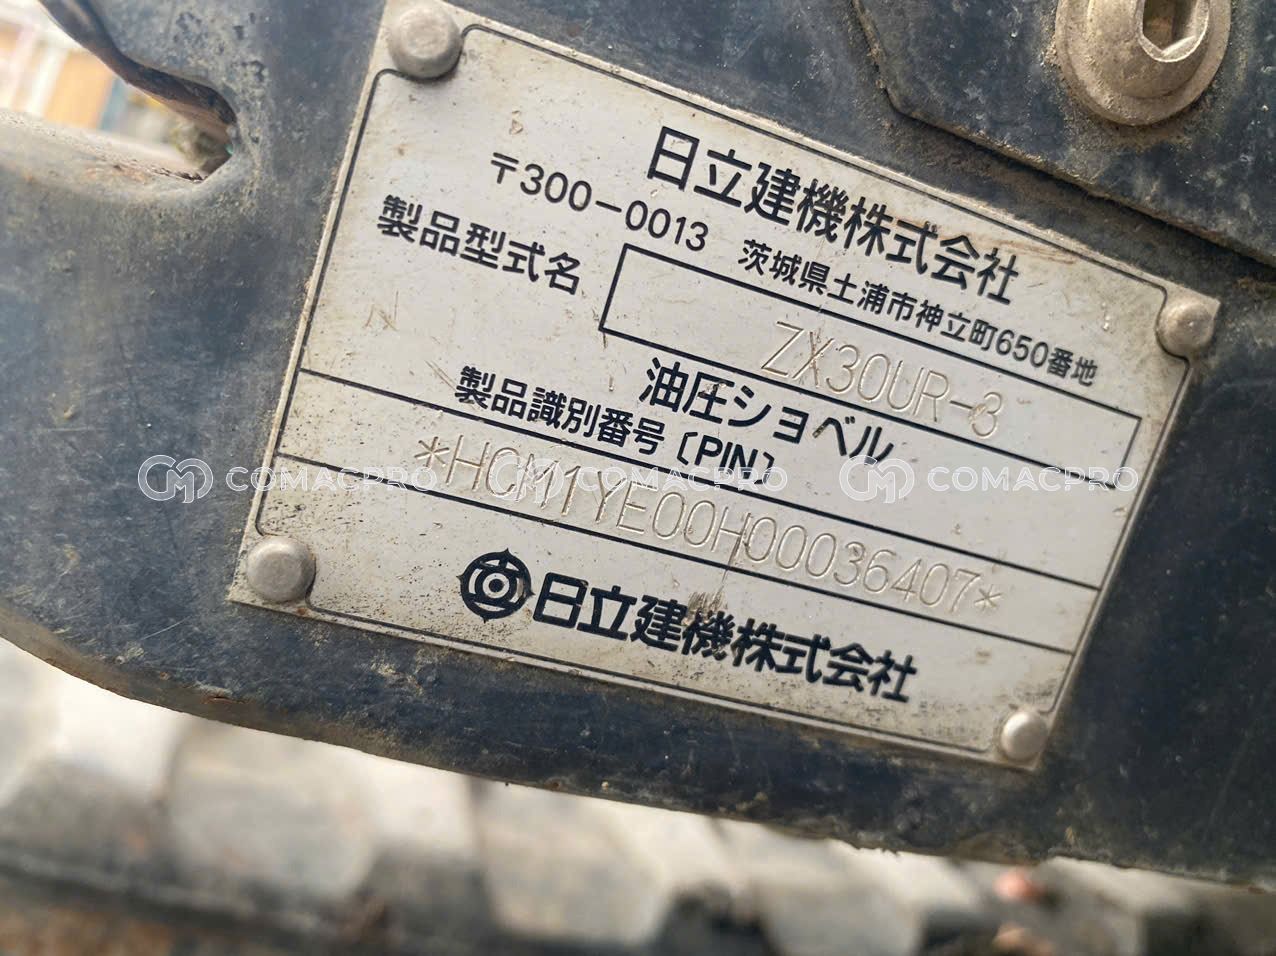 日立建機株式会社
〒300-0013 茨城県土浦市神立町650番地
製品型式名 ZX30UR-3
油圧ショベル
製品識別番号〔PIN〕
*HCM1YE00H00036407*
日立建機株式会社
COMACPRO COMACPRO COMACPRO